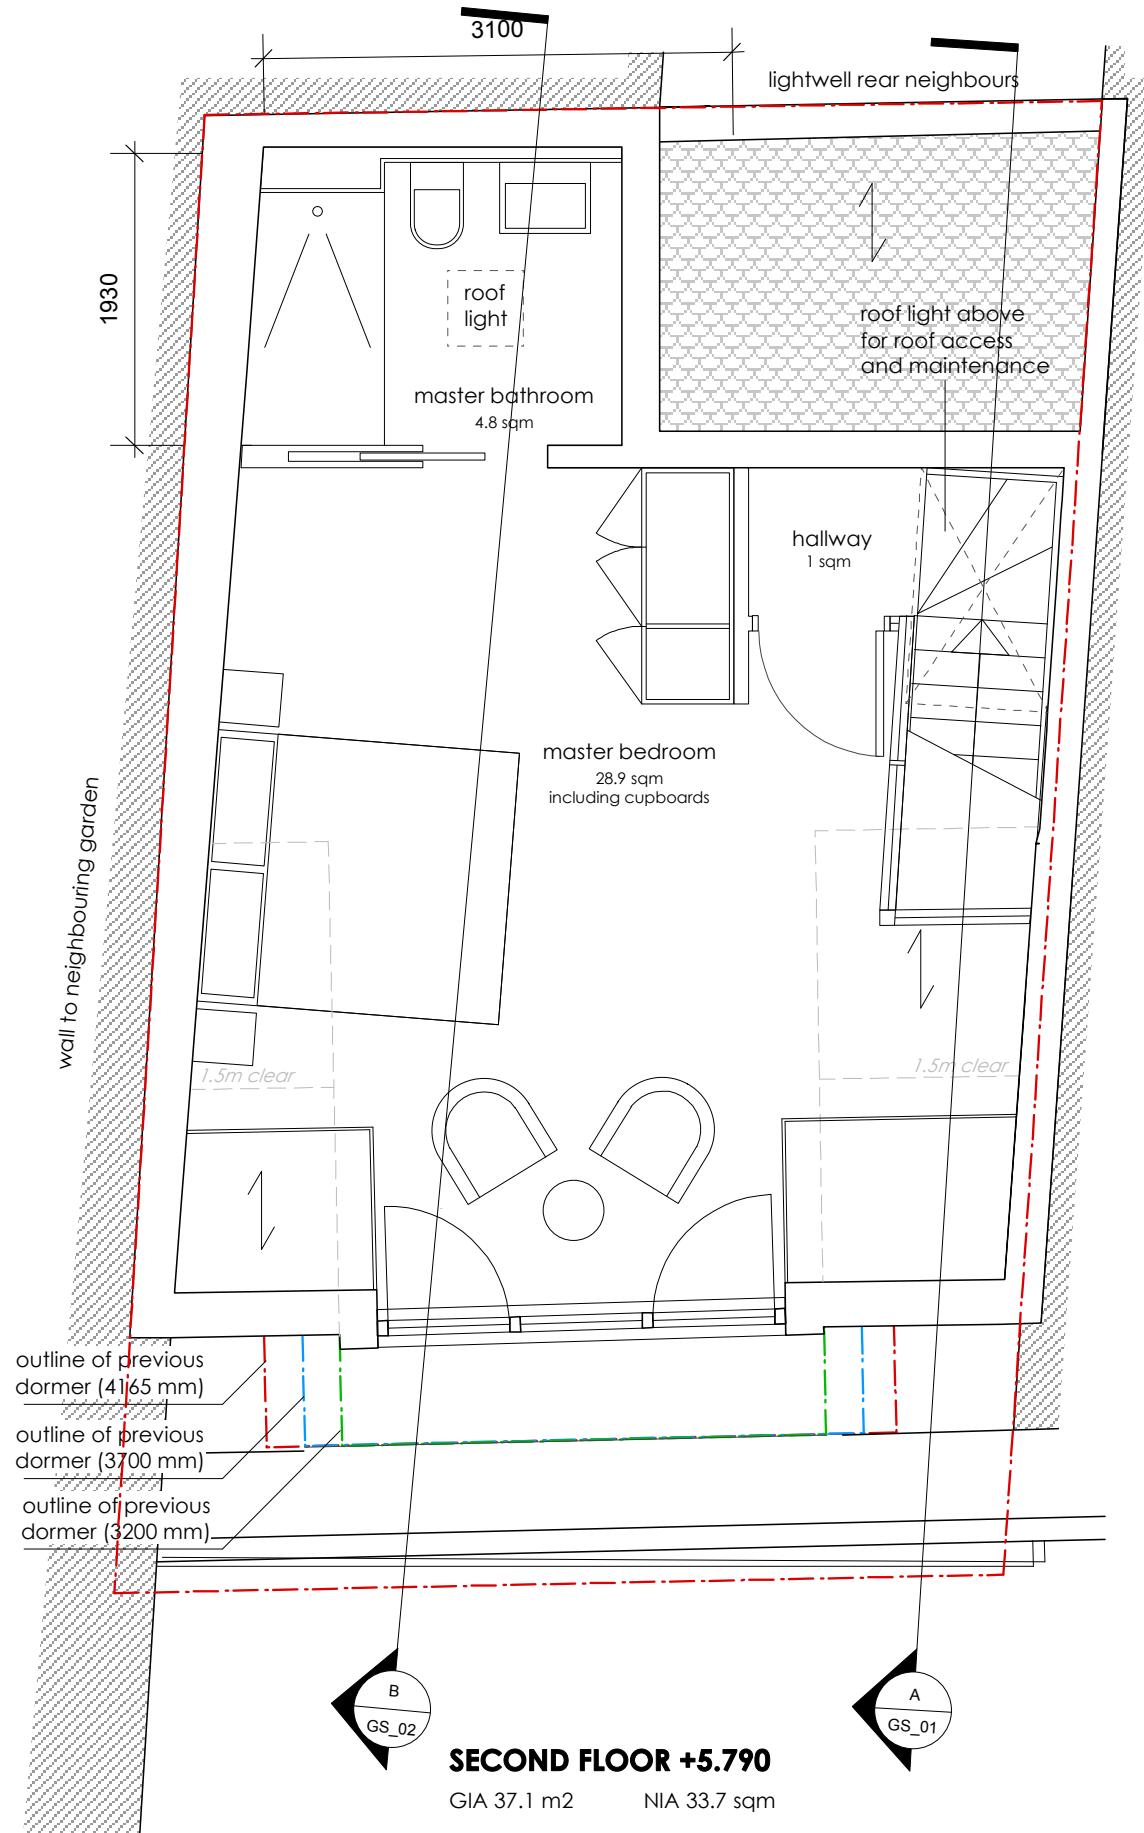 3100
lightwell rear neighbours
1930
roof
light
roof light above
for roof access
and maintenance
master bathroom
4.8 sqm
hallway
1 sqm
master bedroom
28.9 sqm
including cupboards
wall to neighbouring garden
1.5m clear
1.5m clear
outline of previous
dormer (4165 mm)
outline of previous
dormer (3700 mm)
outline of previous
dormer (3200 mm)
B
GS_02
A
GS_01
SECOND FLOOR +5.790
GIA 37.1 m2 NIA 33.7 sqm